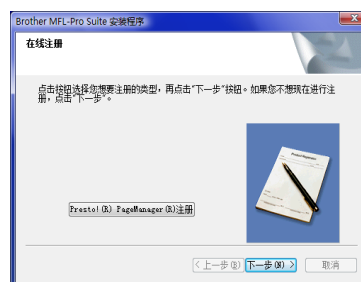 Brother MFL-Pro Suite 安装程序
在线注册
点击按钮选择您想要注册的类型，再点击“下一步”按钮。如果您不想现在进行注
册，点击“下一步”。
Presto!(R) PageManager(R)注册
< 上一步(B) 下一步(N) > 取消